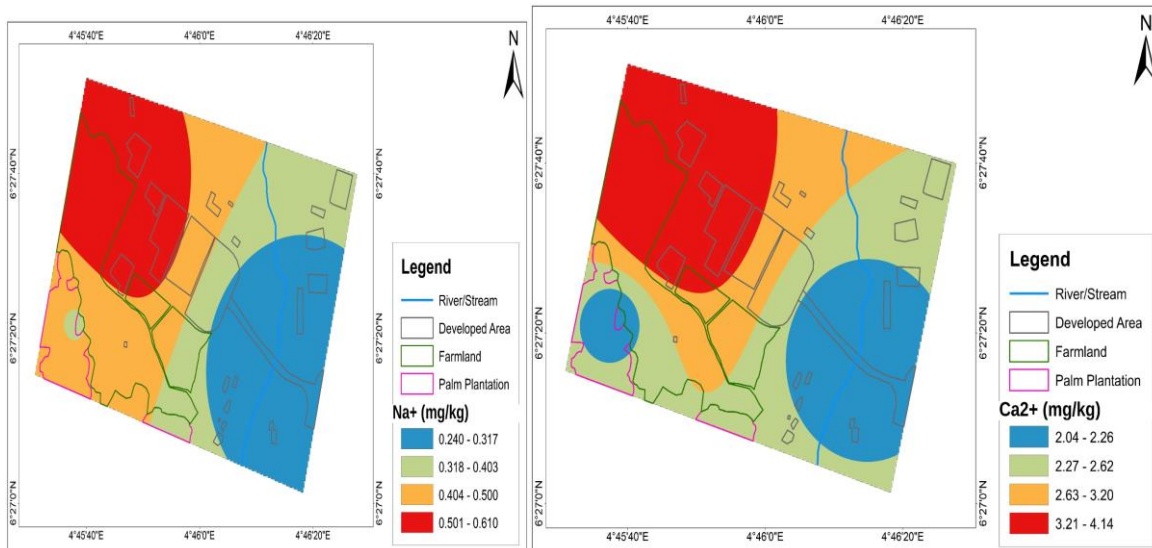 4°45'40"E 4°46'0"E 4°46'20"E
N
6°27'40"N
6°27'40"N
6°27'20"N
6°27'20"N
6°27'0"N
6°27'0"N
Legend
River/Stream
Developed Area
Farmland
Palm Plantation
Na+ (mg/kg)
0.240 - 0.317
0.318 - 0.403
0.404 - 0.500
0.501 - 0.610
4°45'40"E 4°46'0"E 4°46'20"E
4°45'40"E 4°46'0"E 4°46'20"E
N
6°27'40"N
6°27'40"N
6°27'20"N
6°27'20"N
6°27'0"N
6°27'0"N
Legend
River/Stream
Developed Area
Farmland
Palm Plantation
Ca2+ (mg/kg)
2.04 - 2.26
2.27 - 2.62
2.63 - 3.20
3.21 - 4.14
4°45'40"E 4°46'0"E 4°46'20"E